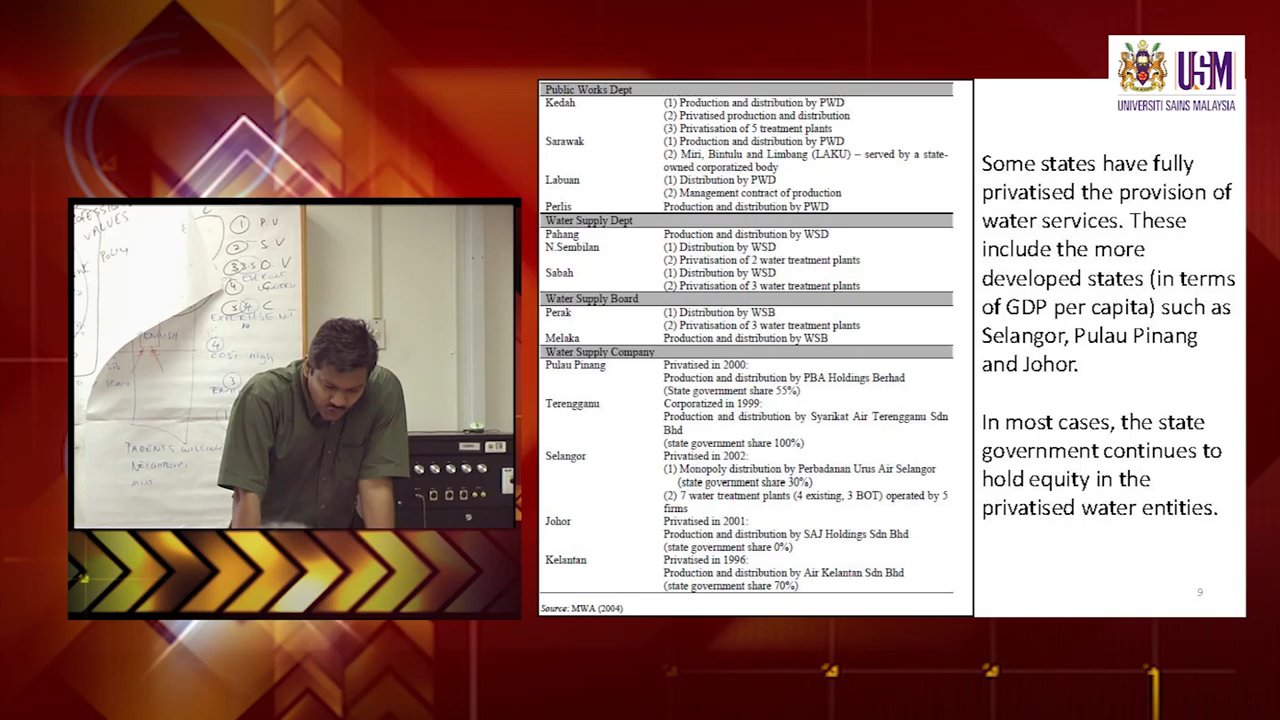 USM
UNIVERSITI SAINS MALAYSIA
VALUES
POLICY
1 P.V
2 S.V
4
COST High
3
PARENTS WILLING
Public Works Dept
Kedah (1) Production and distribution by PWD
(2) Privatised production and distribution
(3) Privatisation of 5 treatment plants
Sarawak (1) Production and distribution by PWD
(2) Miri, Bintulu and Limbang (LAKU) – served by a state-
owned corporatized body
Labuan (1) Distribution by PWD
(2) Management contract of production
Perlis Production and distribution by PWD
Water Supply Dept
Pahang Production and distribution by WSD
N.Sembilan (1) Distribution by WSD
(2) Privatisation of 2 water treatment plants
Sabah (1) Distribution by WSD
(2) Privatisation of 3 water treatment plants
Water Supply Board
Perak (1) Distribution by WSB
(2) Privatisation of 3 water treatment plants
Melaka Production and distribution by WSB
Water Supply Company
Pulau Pinang Privatised in 2000:
Production and distribution by PBA Holdings Berhad
(State government share 55%)
Terengganu Corporatized in 1999:
Production and distribution by Syarikat Air Terengganu Sdn
Bhd
(state government share 100%)
Selangor Privatised in 2002:
(1) Monopoly distribution by Perbadanan Urus Air Selangor
(state government share 30%)
(2) 7 water treatment plants (4 existing, 3 BOT) operated by 5
firms
Johor Privatised in 2001:
Production and distribution by SAJ Holdings Sdn Bhd
(state government share 0%)
Kelantan Privatised in 1996:
Production and distribution by Air Kelantan Sdn Bhd
(state government share 70%)
Source: MWA (2004)
Some states have fully
privatised the provision of
water services. These
include the more
developed states (in terms
of GDP per capita) such as
Selangor, Pulau Pinang
and Johor.
In most cases, the state
government continues to
hold equity in the
privatised water entities.
9